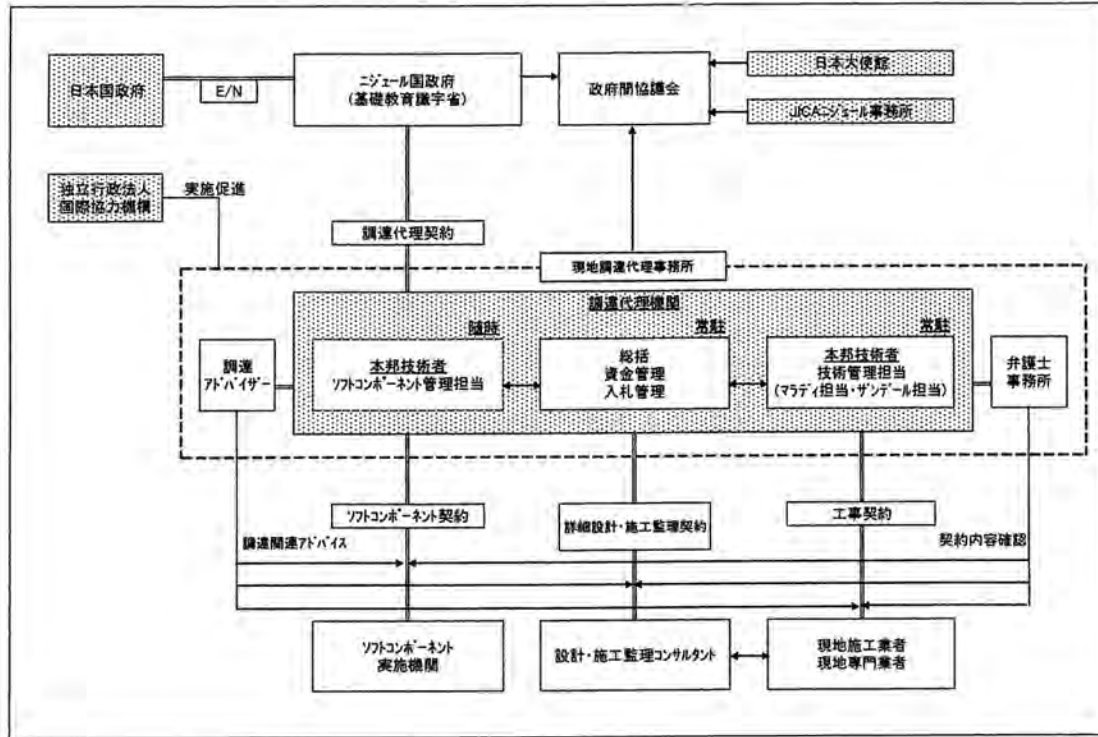 日本国政府
E/N
ニジェール国政府
(基礎教育識字省)
政府間協議会
日本大使館
JICAニジェール事務所
独立行政法人
国際協力機構
実施促進
調達代理契約
現地調達代理事務所
調達代理機関
随時
常駐
常駐
調達
アドバイザー
本邦技術者
ソフトコンポーネント管理担当
総括
資金管理
入札管理
本邦技術者
技術管理担当
(マラディ担当・ザンデール担当)
弁護士
事務所
ソフトコンポーネント契約
詳細設計・施工監理契約
工事契約
調達関連アドバイス
契約内容確認
ソフトコンポーネント
実施機関
設計・施工監理コンサルタント
現地施工業者
現地専門業者